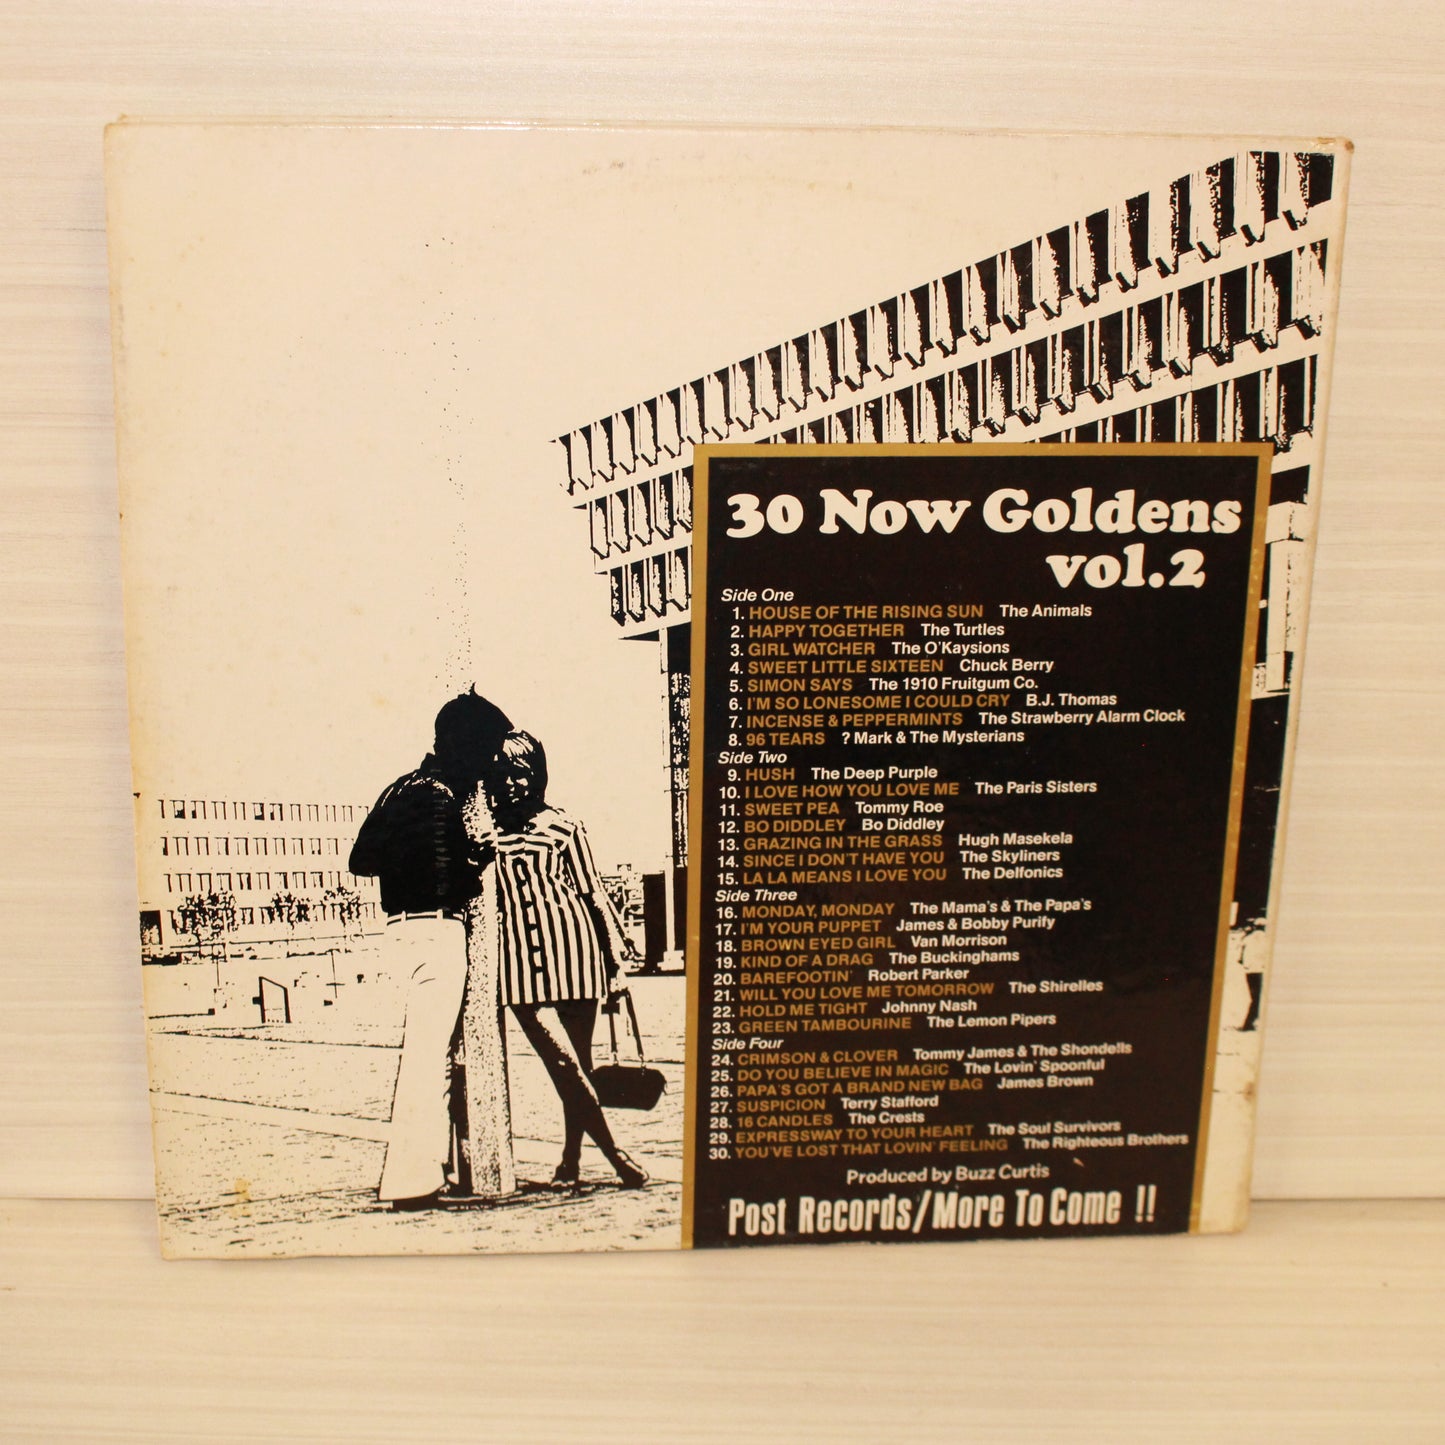 30 Now Goldens
vol.2
Side One
1. HOUSE OF THE RISING SUN The Animals
2. HAPPY TOGETHER The Turtles
3. GIRL WATCHER The O'Kaysions
4. SWEET LITTLE SIXTEEN Chuck Berry
5. SIMON SAYS The 1910 Fruitgum Co.
6. I'M SO LONESOME I COULD CRY B.J. Thomas
7. INCENSE & PEPPERMINTS The Strawberry Alarm Clock
8. 96 TEARS ? Mark & The Mysterians
Side Two
9. HUSH The Deep Purple
10. I LOVE HOW YOU LOVE ME The Paris Sisters
11. SWEET PEA Tommy Roe
12. BO DIDDLEY Bo Diddley
13. GRAZING IN THE GRASS Hugh Masekela
14. SINCE I DON'T HAVE YOU The Skyliners
15. LA LA MEANS I LOVE YOU The Delfonics
Side Three
16. MONDAY, MONDAY The Mama's & The Papa's
17. I'M YOUR PUPPET James & Bobby Purify
18. BROWN EYED GIRL Van Morrison
19. KIND OF A DRAG The Buckinghams
20. BAREFOOTIN' Robert Parker
21. WILL YOU LOVE ME TOMORROW The Shirelles
22. HOLD ME TIGHT Johnny Nash
23. GREEN TAMBOURINE The Lemon Pipers
Side Four
24. CRIMSON & CLOVER Tommy James & The Shondells
25. DO YOU BELIEVE IN MAGIC The Lovin' Spoonful
26. PAPA'S GOT A BRAND NEW BAG James Brown
27. SUSPICION Terry Stafford
28. 16 CANDLES The Crests
29. EXPRESSWAY TO YOUR HEART The Soul Survivors
30. YOU'VE LOST THAT LOVIN' FEELING The Righteous Brothers
Produced by Buzz Curtis
Post Records/More To Come !!